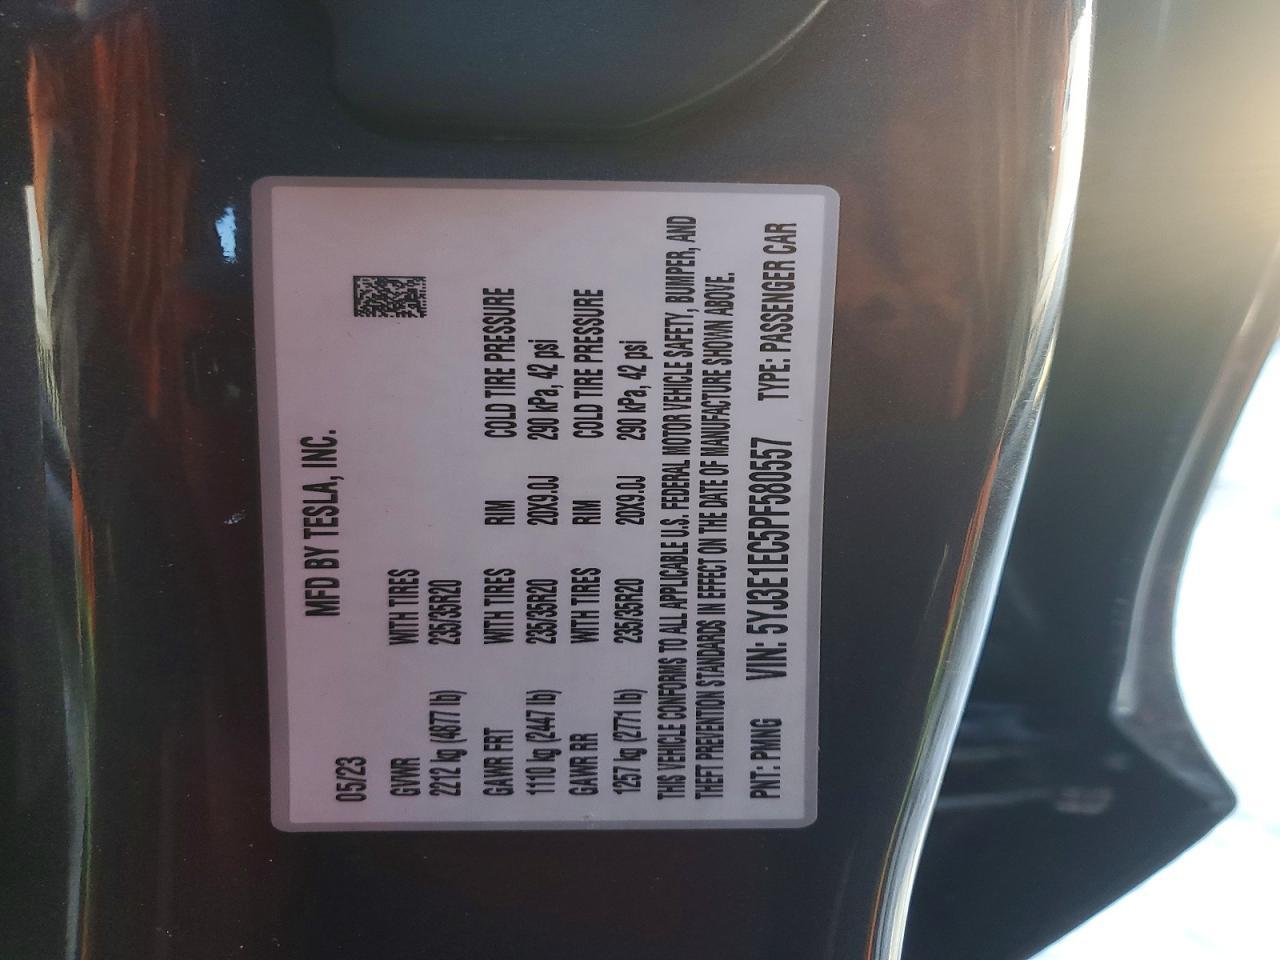 MFD BY TESLA, INC.
05/23
GVWR WITH TIRES
2212 kg (4877 lb) 235/35R20
GAWR FRT WITH TIRES RIM COLD TIRE PRESSURE
1110 kg (2447 lb) 235/35R20 20X9.0J 290 kPa, 42 psi
GAWR RR WITH TIRES RIM COLD TIRE PRESSURE
1257 kg (2771 lb) 235/35R20 20X9.0J 290 kPa, 42 psi
THIS VEHICLE CONFORMS TO ALL APPLICABLE U.S. FEDERAL MOTOR VEHICLE SAFETY, BUMPER, AND
THEFT PREVENTION STANDARDS IN EFFECT ON THE DATE OF MANUFACTURE SHOWN ABOVE.
PNT: PMNG VIN: 5YJ3E1EC5PF580557 TYPE: PASSENGER CAR